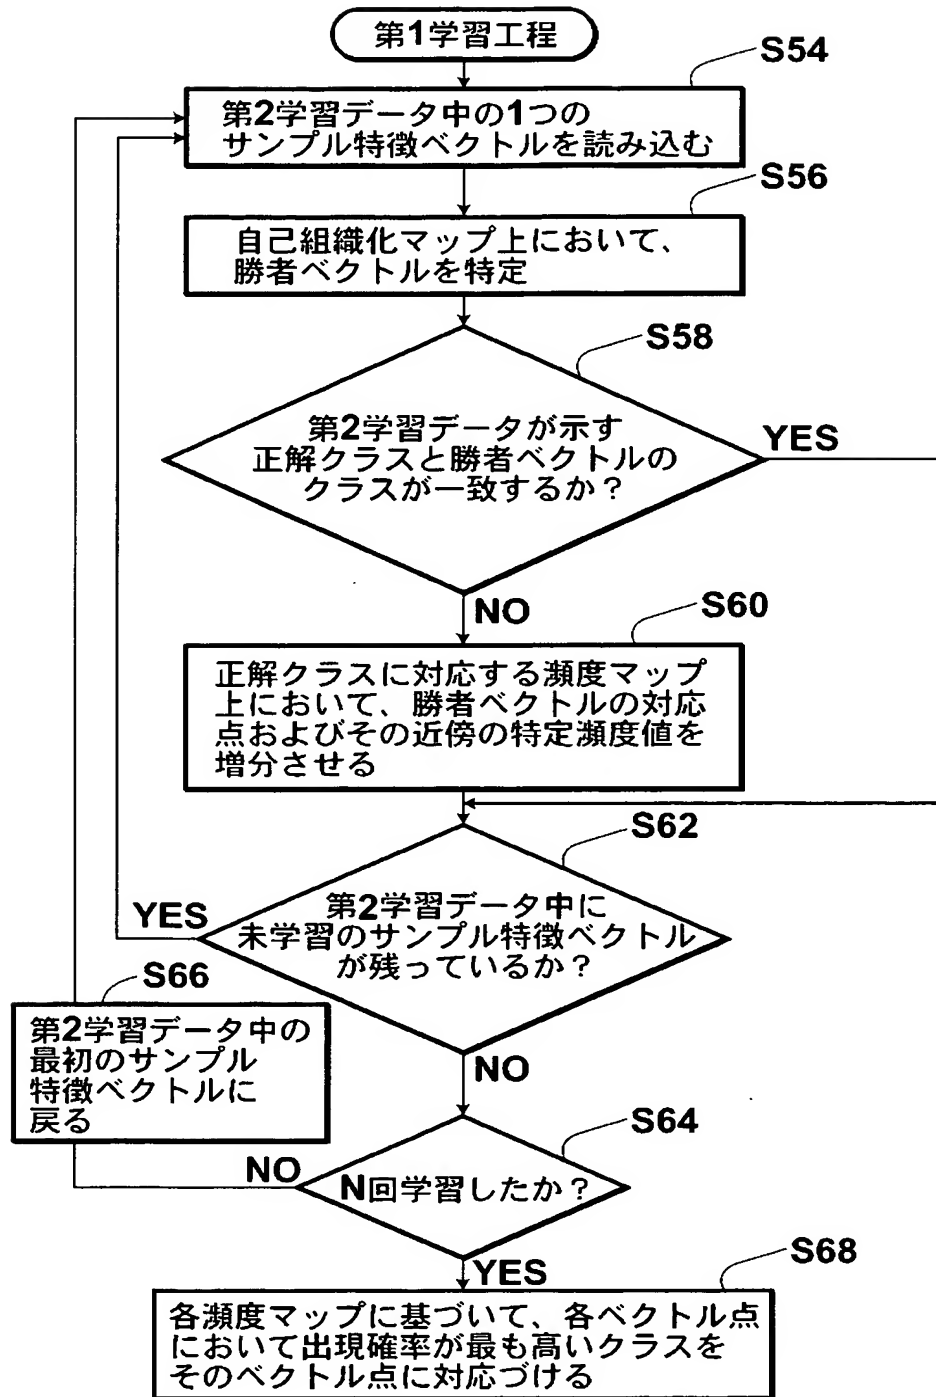 第1学習工程
S54
第2学習データ中の1つの
サンプル特徴ベクトルを読み込む
S56
自己組織化マップ上において、
勝者ベクトルを特定
S58
第2学習データが示す
正解クラスと勝者ベクトルの
クラスが一致するか？
YES
NO
S60
正解クラスに対応する瀕度マップ
上において、勝者ベクトルの対応
点およびその近傍の特定瀕度値を
増分させる
S62
第2学習データ中に
未学習のサンプル特徴ベクトル
が残っているか？
YES
NO
S66
第2学習データ中の
最初のサンプル
特徴ベクトルに
戻る
S64
N回学習したか？
NO
YES
S68
各瀕度マップに基づいて、各ベクトル点
において出現確率が最も高いクラスを
そのベクトル点に対応づける